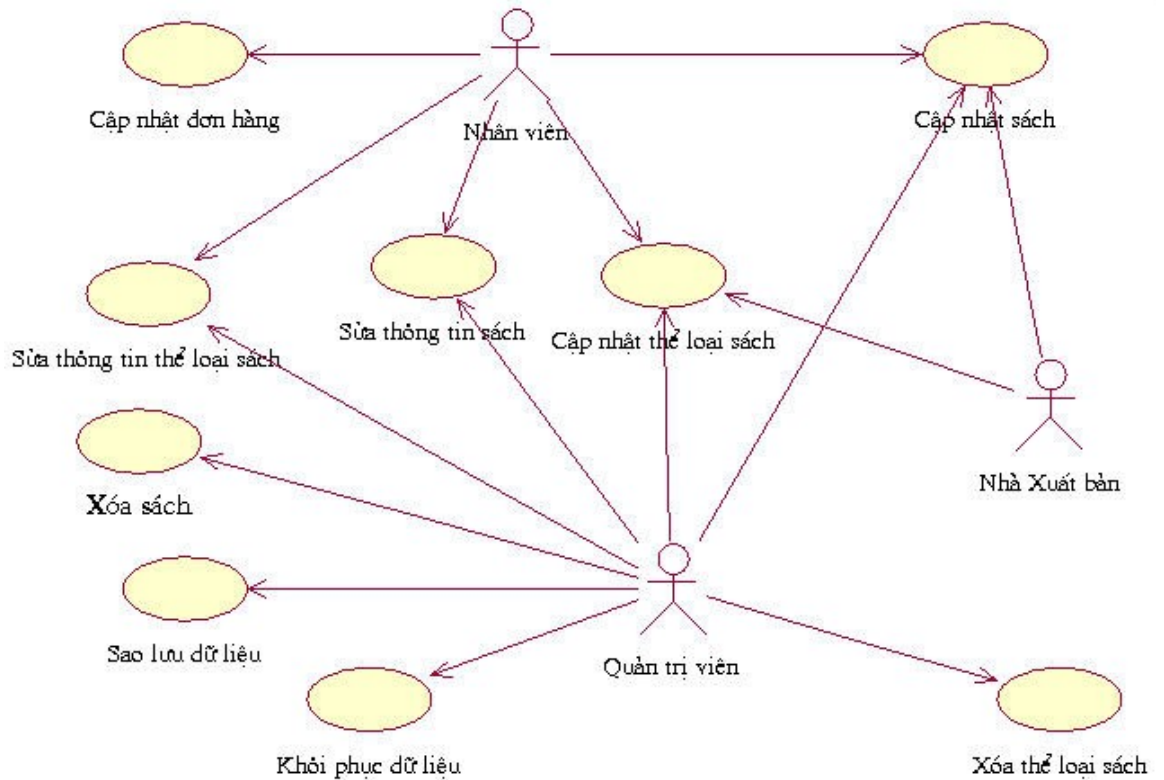 Cập nhật đơn hàng
Nhân viên
Cập nhật sách
Sửa thông tin thể loại sách
Sửa thông tin sách
Cập nhật thể loại sách
Nhà Xuất bản
Xóa sách
Sao lưu dữ liệu
Quản trị viên
Khôi phục dữ liệu
Xóa thể loại sách